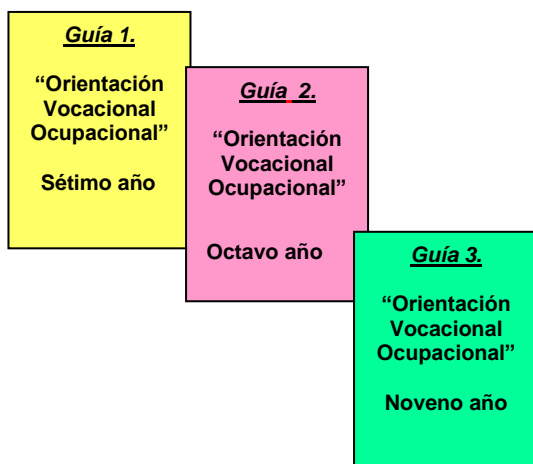 Guía 1.
“Orientación
Vocacional
Ocupacional”
Sétimo año
Guía 2.
“Orientación
Vocacional
Ocupacional”
Octavo año
Guía 3.
“Orientación
Vocacional
Ocupacional”
Noveno año